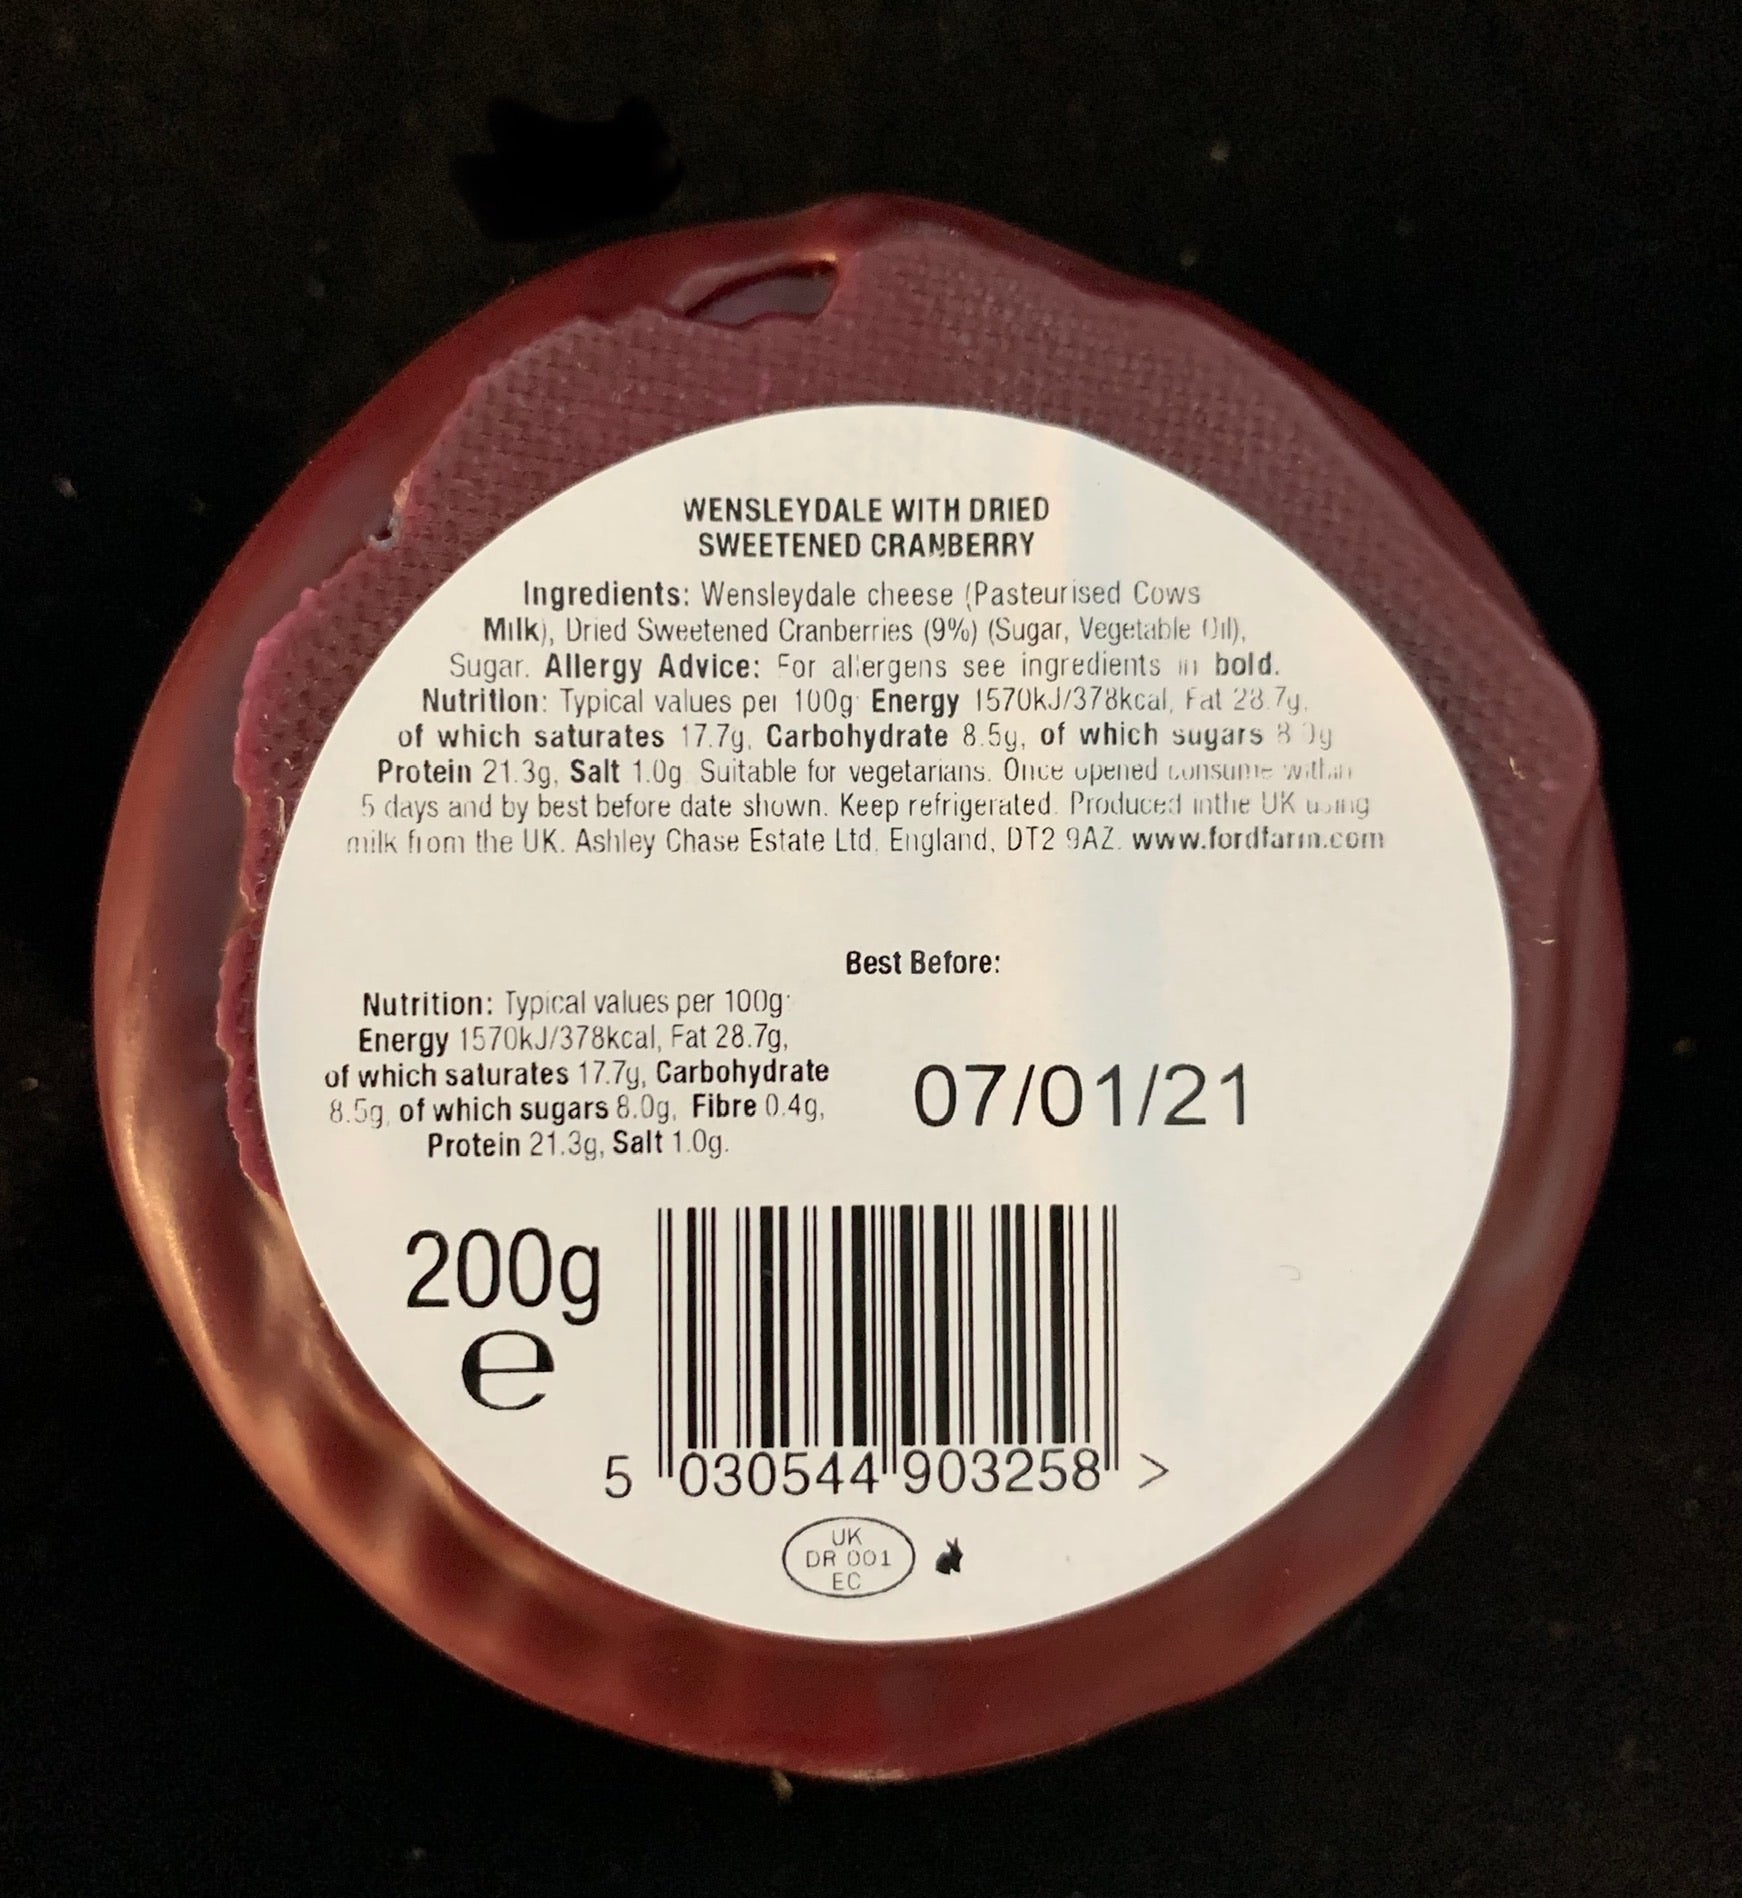 WENSLEYDALE WITH DRIED
SWEETENED CRANBERRY
Ingredients: Wensleydale cheese (Pasteurised Cows
Milk), Dried Sweetened Cranberries (9%) (Sugar, Vegetable Oil),
Sugar. Allergy Advice: For allergens see ingredients in bold.
Nutrition: Typical values per 100g: Energy 1570kJ/378kcal, Fat 28.7g,
of which saturates 17.7g, Carbohydrate 8.5g, of which sugars 8.0g
Protein 21.3g, Salt 1.0g. Suitable for vegetarians. Once opened consume within
5 days and by best before date shown. Keep refrigerated. Produced inthe UK using
milk from the UK. Ashley Chase Estate Ltd, England, DT2 9AZ. www.fordfarm.com
Best Before:
07/01/21
Nutrition: Typical values per 100g:
Energy 1570kJ/378kcal, Fat 28.7g,
of which saturates 17.7g, Carbohydrate
8.5g, of which sugars 8.0g, Fibre 0.4g,
Protein 21.3g, Salt 1.0g.
200g
e
5 030544 903258 >
UK
DR 001
EC